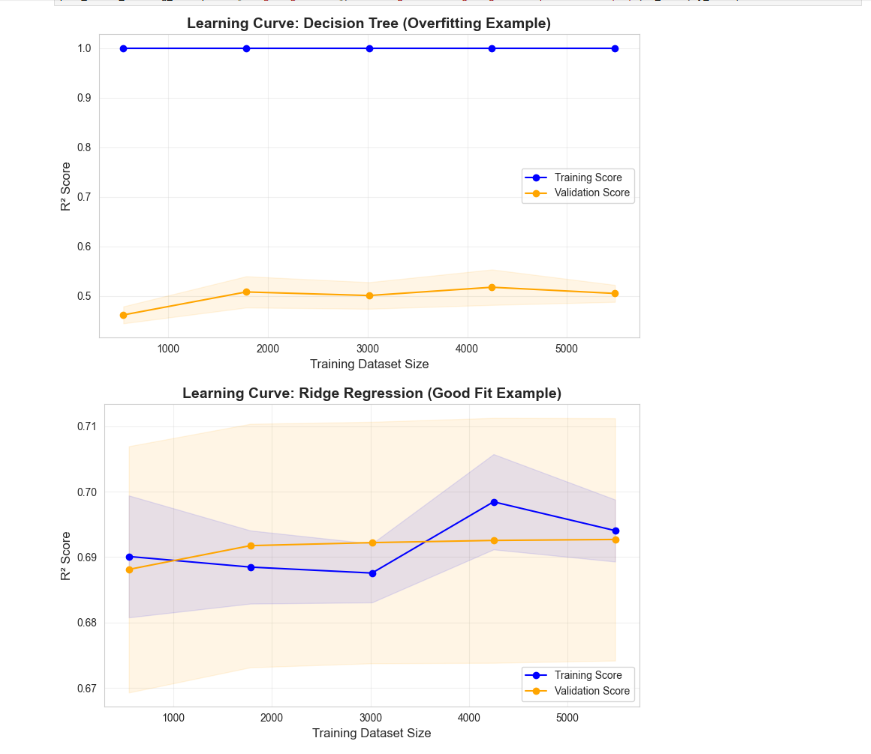 Learning Curve: Decision Tree (Overfitting Example)
1.0
0.9
0.8
0.7
0.6
0.5
R² Score
Training Score
Validation Score
1000 2000 3000 4000 5000
Training Dataset Size
Learning Curve: Ridge Regression (Good Fit Example)
0.71
0.70
0.69
0.68
0.67
R² Score
Training Score
Validation Score
1000 2000 3000 4000 5000
Training Dataset Size